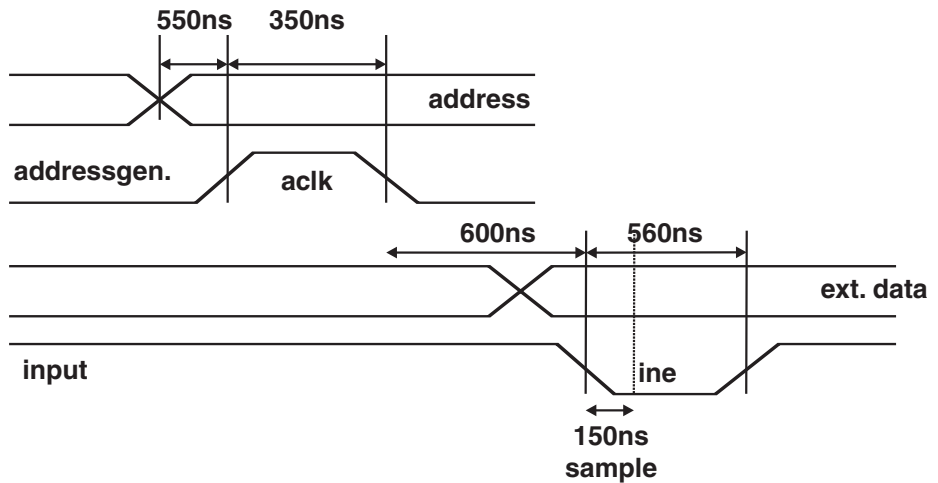 550ns 350ns
address
addressgen.
aclk
600ns 560ns
ext. data
input
ine
150ns
sample